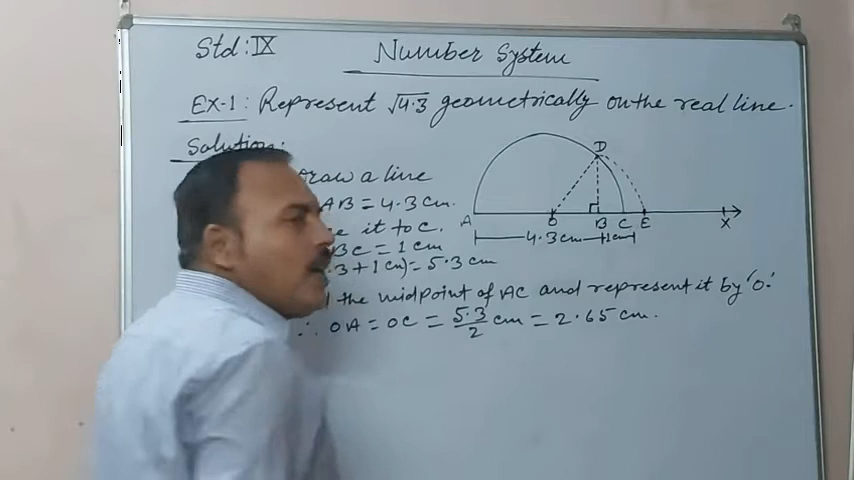 Std: IX
Number System
Ex-1: Represent √4.3 geometrically on the real line.
Solution:
Draw a line
AB = 4.3 cm.
it to C.
BC = 1 cm
.3 + 1 cm) = 5.3 cm
the midpoint of AC and represent it by 'O'.
∴ OA = OC = 5.3/2 cm = 2.65 cm.
D
A O B C E X
4.3 cm 1cm